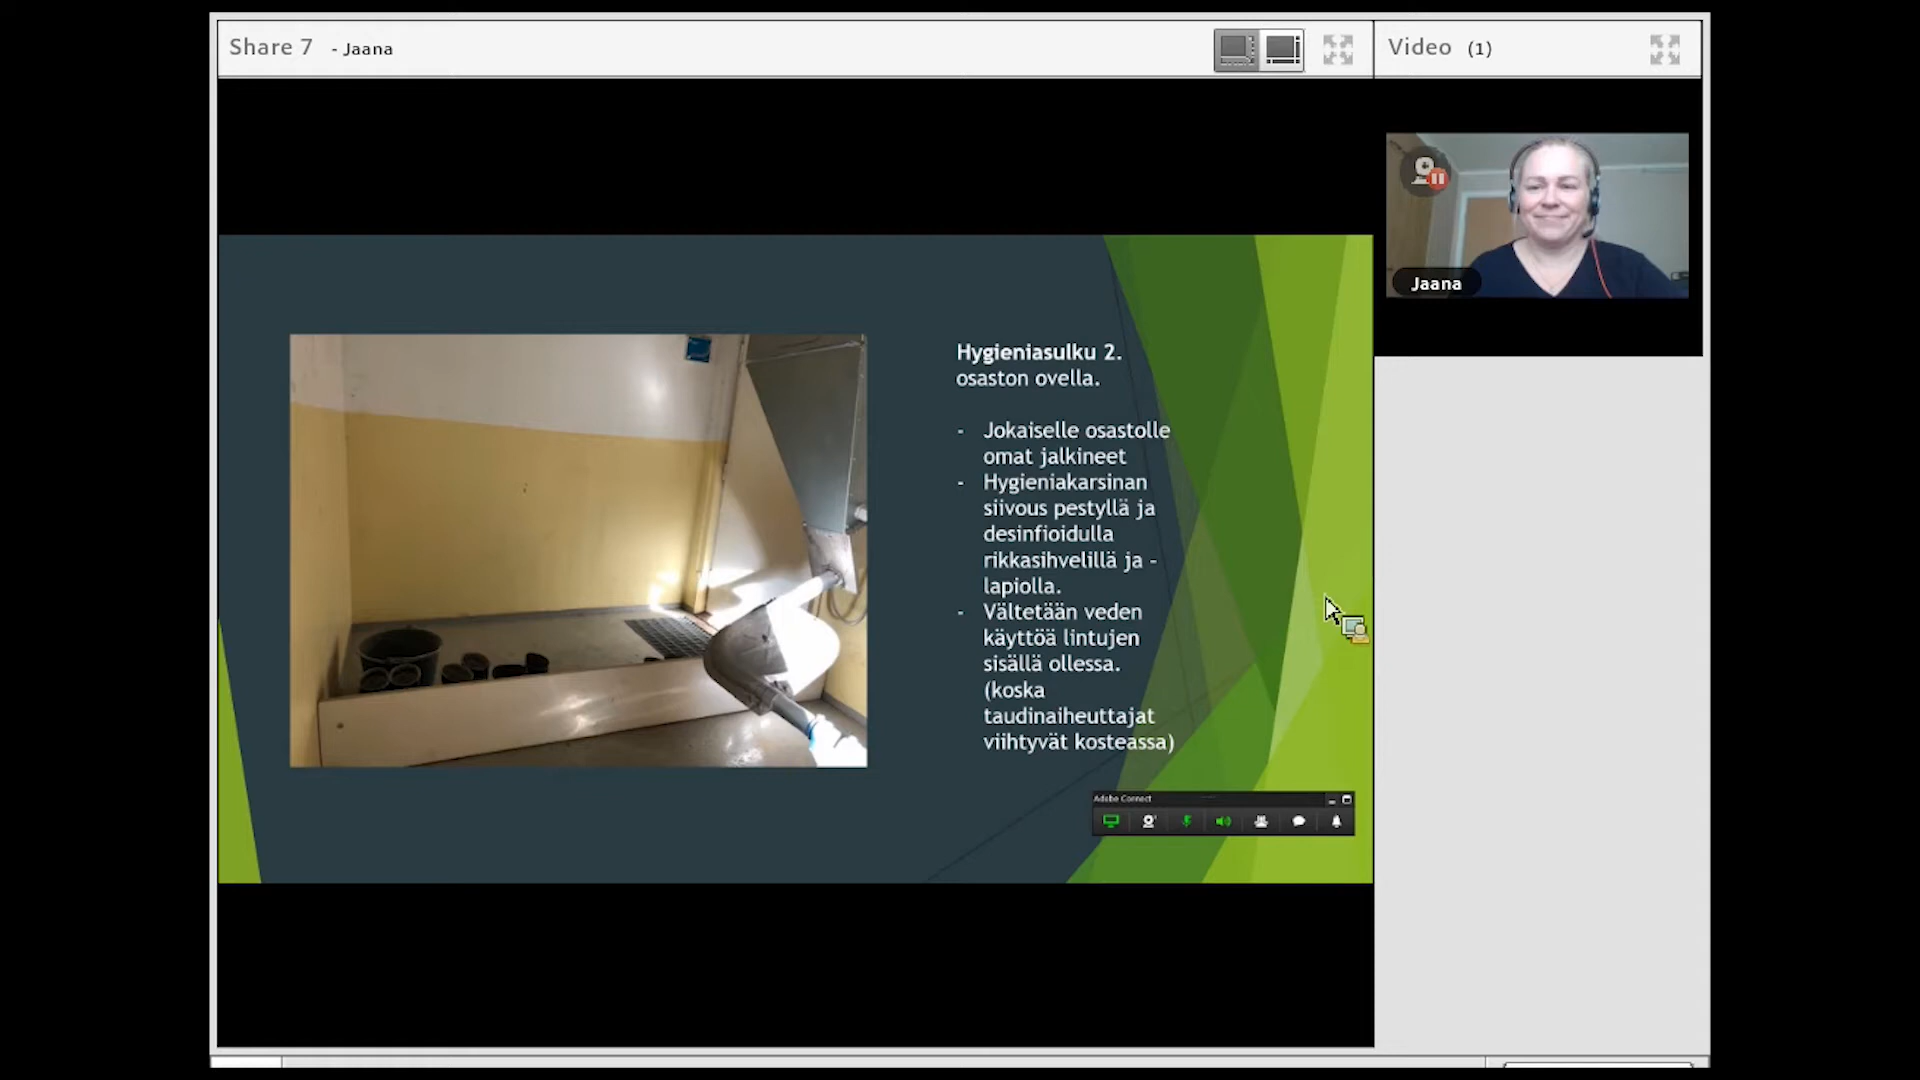 Share 7 - Jaana
Video (1)
Jaana
Hygieniasulku 2.
osaston ovella.
- Jokaiselle osastolle
omat jalkineet
- Hygieniakarsinan
siivous pestyllä ja
desinfioidulla
rikkasihvelillä ja -
lapiolla.
- Vältetään veden
käyttöä lintujen
sisällä ollessa.
(koska
taudinaiheuttajat
viihtyvät kosteassa)
Adobe Connect